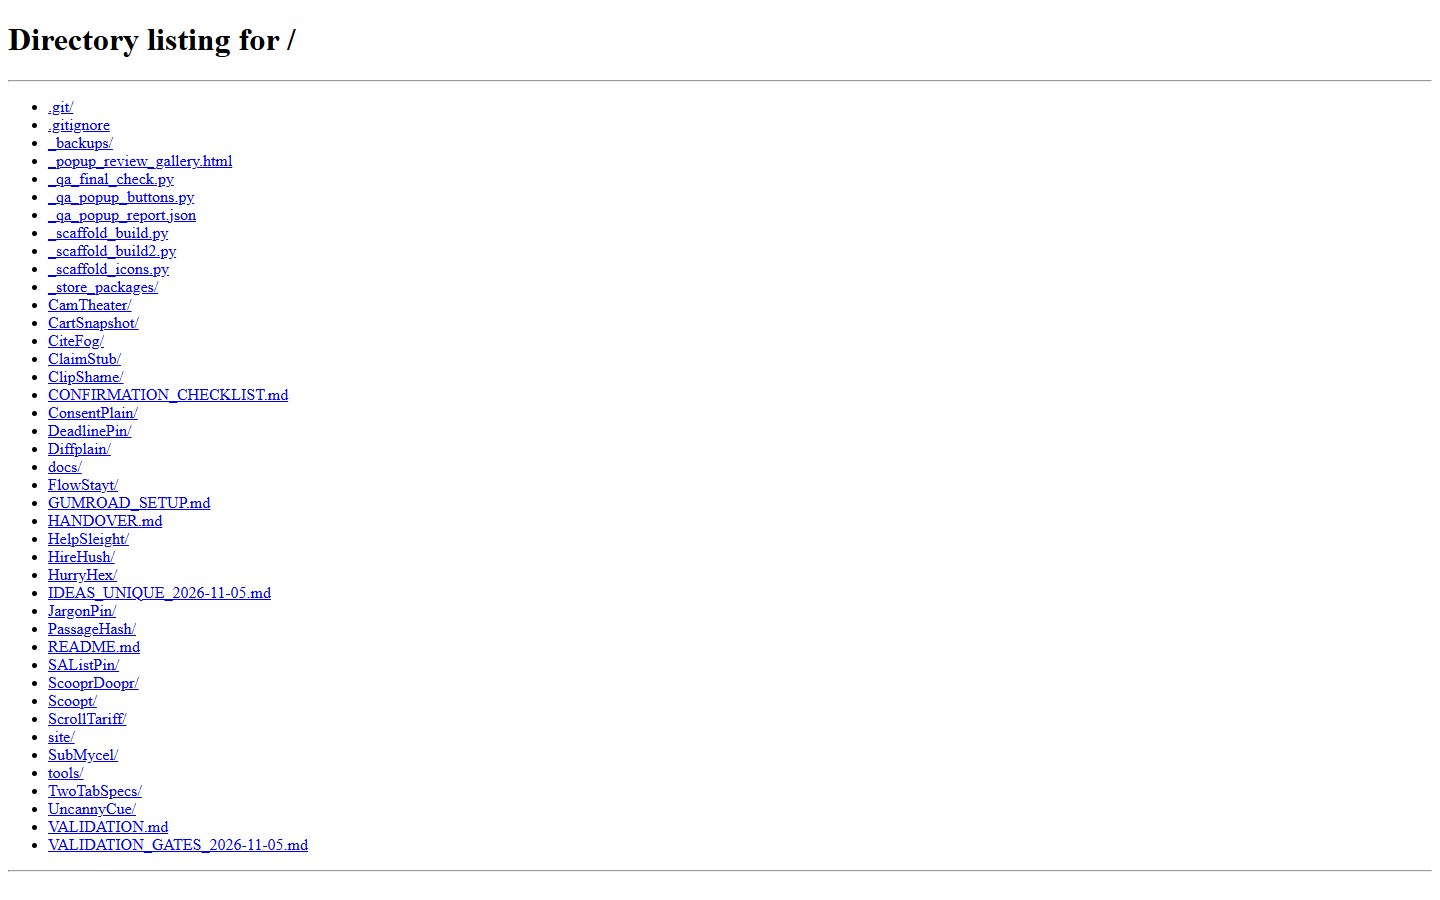 Directory listing for /
.git/
.gitignore
_backups/
_popup_review_gallery.html
_qa_final_check.py
_qa_popup_buttons.py
_qa_popup_report.json
_scaffold_build.py
_scaffold_build2.py
_scaffold_icons.py
_store_packages/
CamTheater/
CartSnapshot/
CiteFog/
ClaimStub/
ClipShame/
CONFIRMATION_CHECKLIST.md
ConsentPlain/
DeadlinePin/
Diffplain/
docs/
FlowStayt/
GUMROAD_SETUP.md
HANDOVER.md
HelpSleight/
HireHush/
HurryHex/
IDEAS_UNIQUE_2026-11-05.md
JargonPin/
PassageHash/
README.md
SAListPin/
ScooprDoopr/
Scoopt/
ScrollTariff/
site/
SubMycel/
tools/
TwoTabSpecs/
UncannyCue/
VALIDATION.md
VALIDATION_GATES_2026-11-05.md